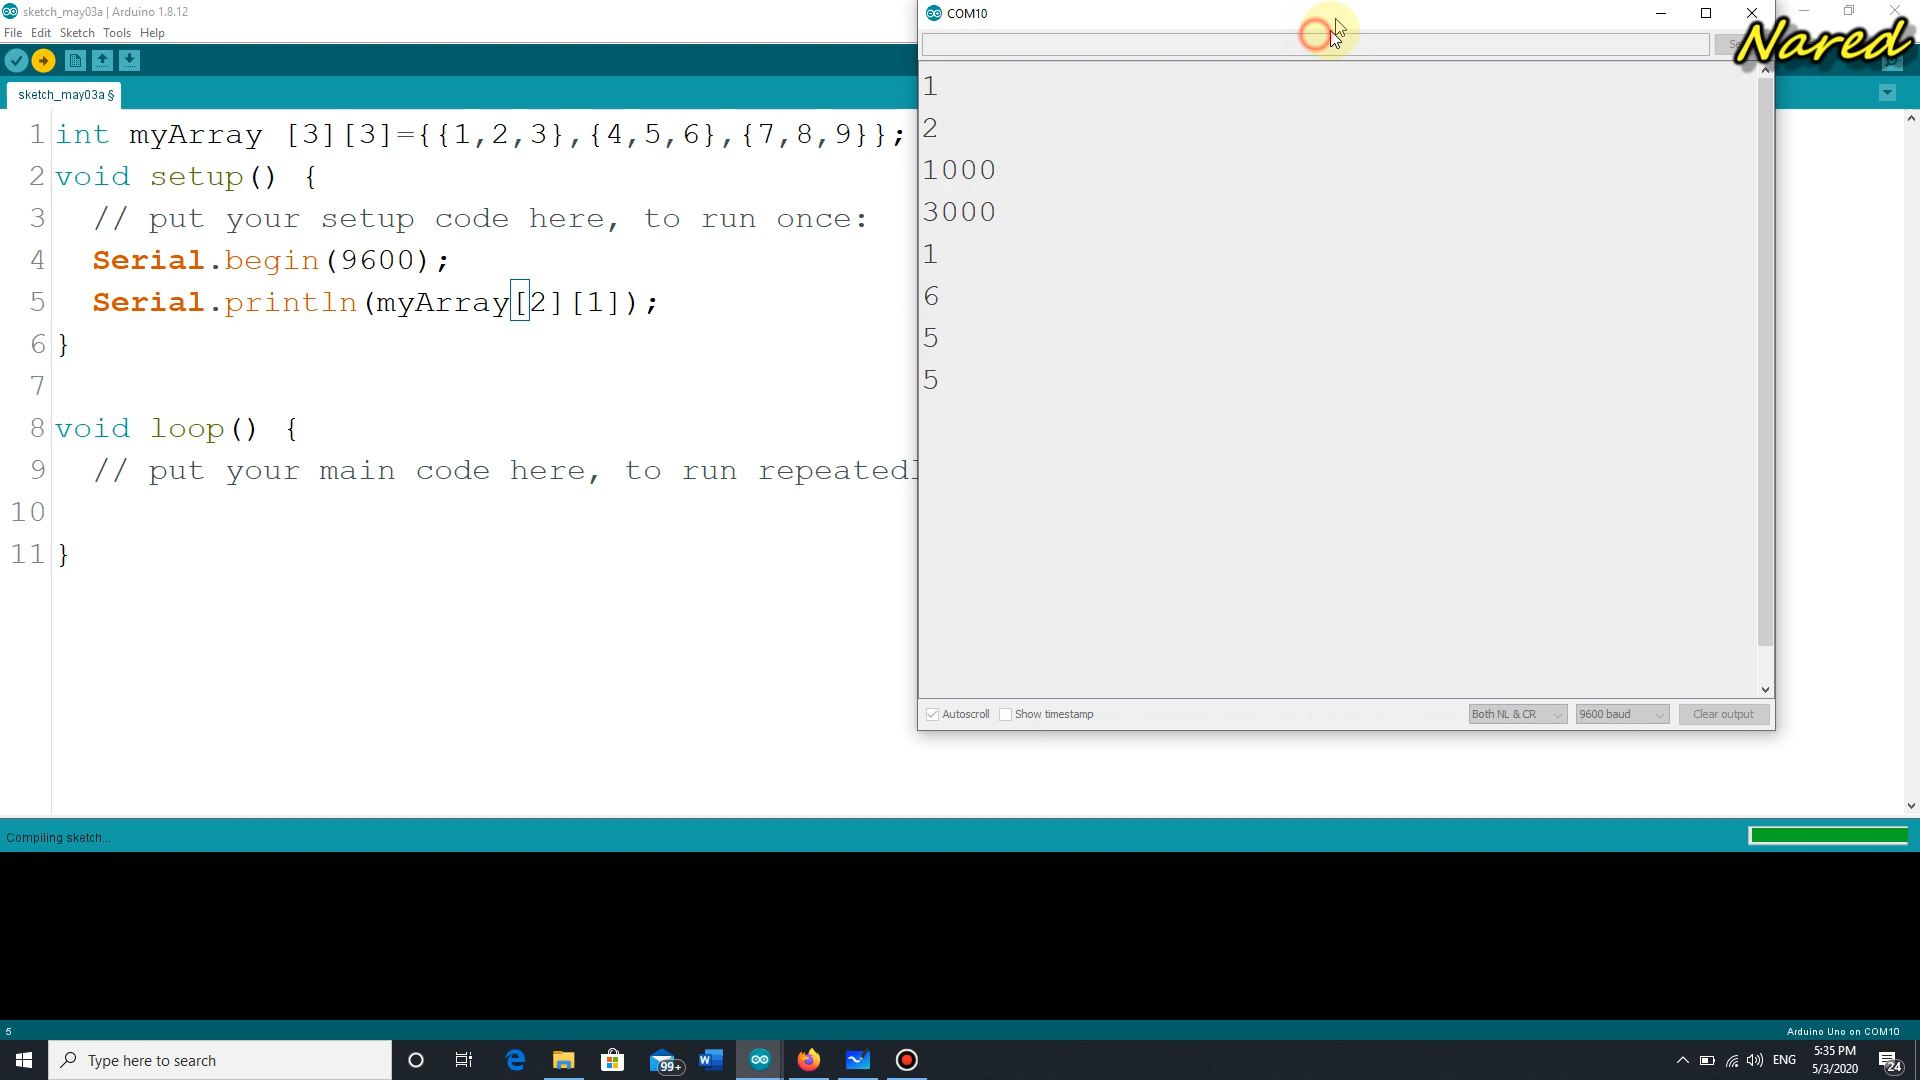 sketch_may03a | Arduino 1.8.12
File Edit Sketch Tools Help
sketch_may03a §
1 int myArray [3][3]={{1,2,3},{4,5,6},{7,8,9}};
2 void setup() {
3 // put your setup code here, to run once:
4 Serial.begin(9600);
5 Serial.println(myArray[2][1]);
6 }
7
8 void loop() {
9 // put your main code here, to run
10
11 }
COM10
Nared
1
2
1000
3000
1
6
5
5
Autoscroll Show timestamp Both NL & CR 9600 baud Clear output
Compiling sketch...
5 Arduino Uno on COM10
Type here to search
99+
ENG
5:35 PM
5/3/2020
24